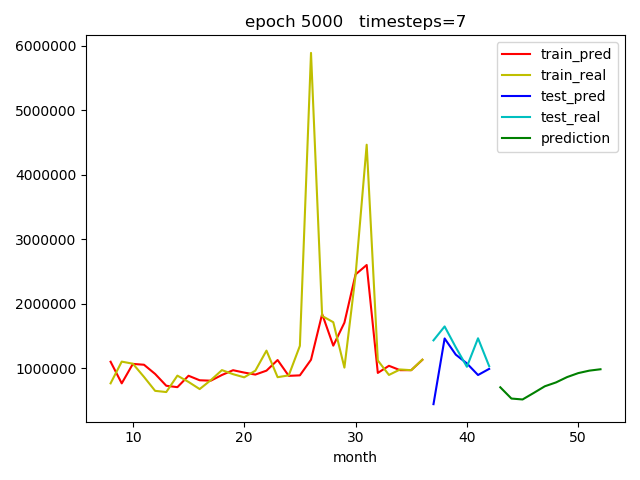 epoch 5000   timesteps=7
6000000
5000000
4000000
3000000
2000000
1000000
train_pred
train_real
test_pred
test_real
prediction
10 20 30 40 50
month